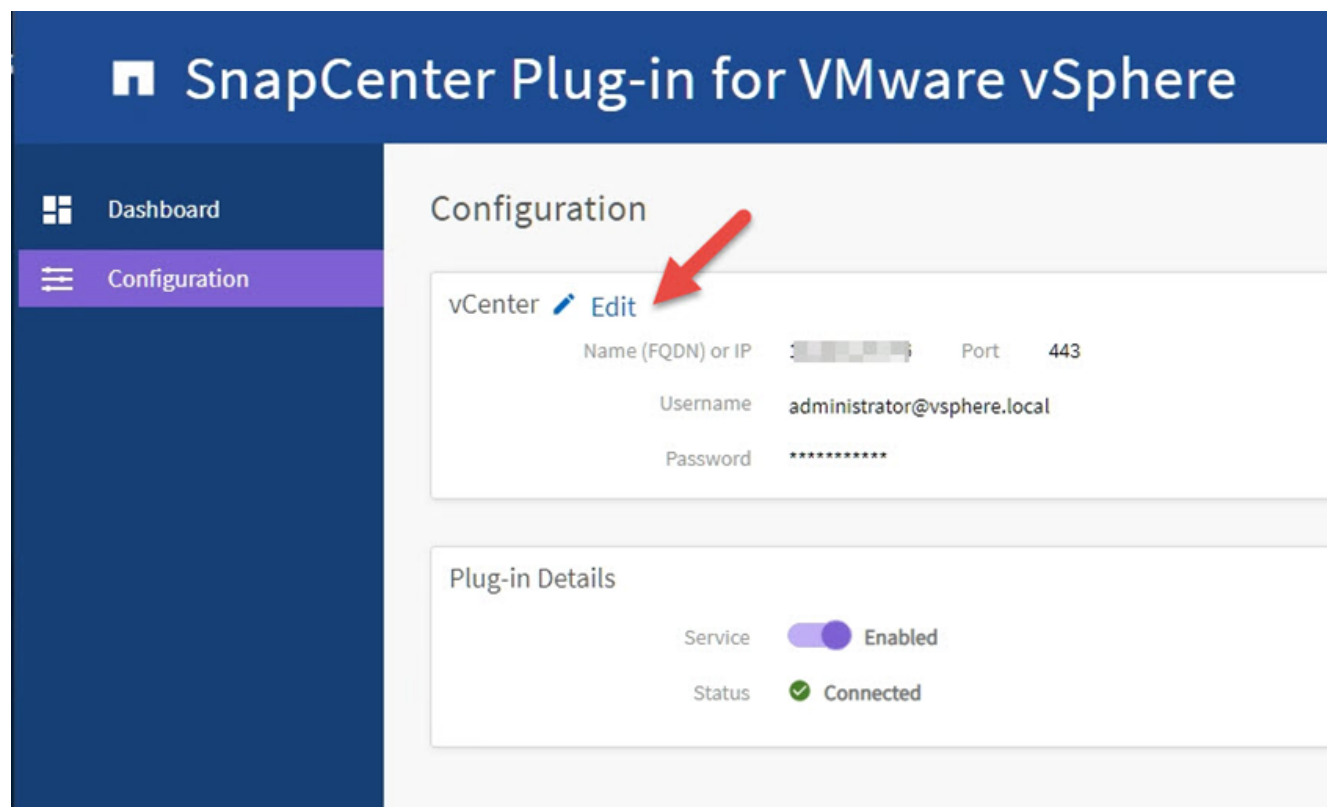 SnapCenter Plug-in for VMware vSphere
Dashboard
Configuration
Configuration
vCenter Edit
Name (FQDN) or IP Port 443
Username administrator@vsphere.local
Password ***********
Plug-in Details
Service Enabled
Status Connected